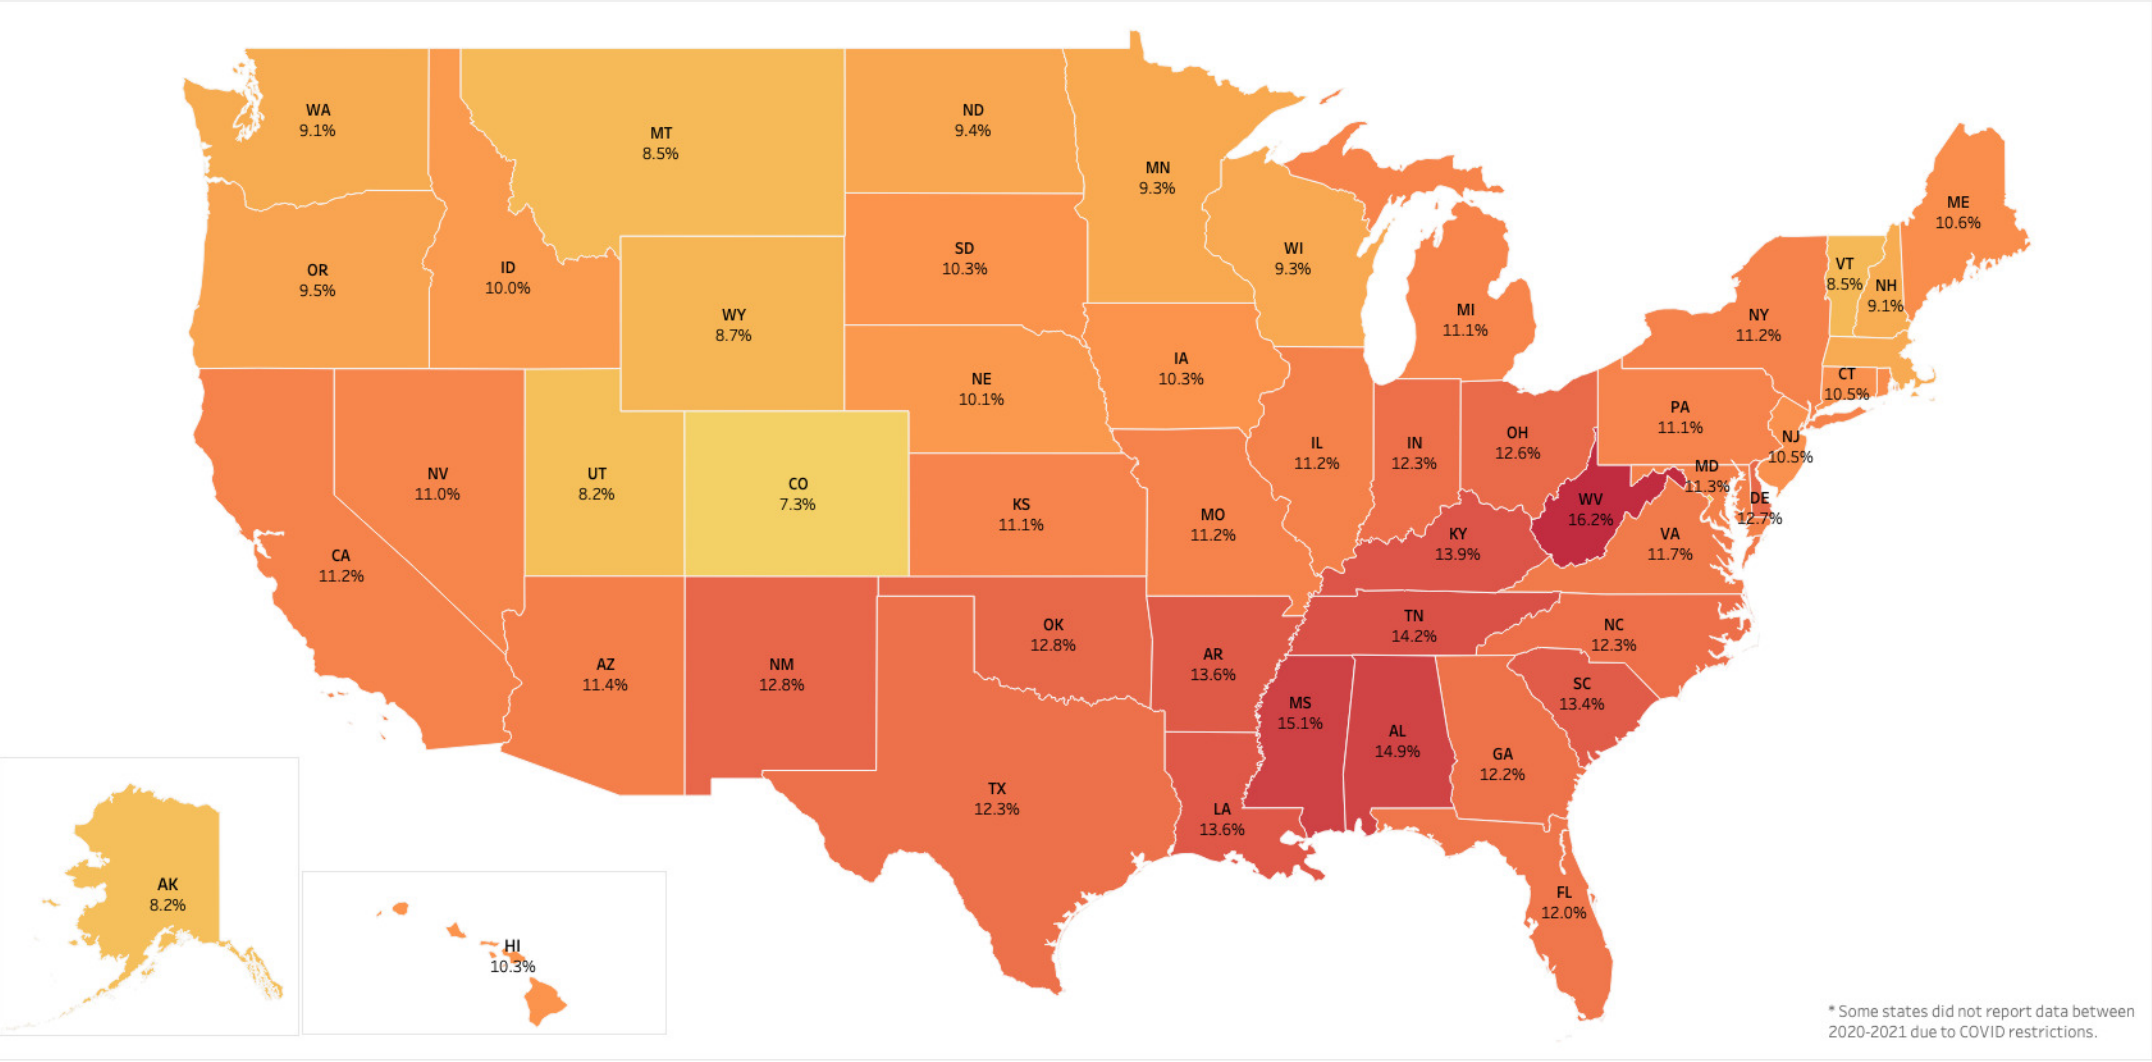 WA
9.1%
MT
8.5%
ND
9.4%
MN
9.3%
OR
9.5%
ID
10.0%
WY
8.7%
SD
10.3%
WI
9.3%
MI
11.1%
NY
11.2%
VT
8.5%
NH
9.1%
ME
10.6%
NE
10.1%
IA
10.3%
CT
10.5%
PA
11.1%
NJ
10.5%
NV
11.0%
UT
8.2%
CO
7.3%
KS
11.1%
MO
11.2%
IL
11.2%
IN
12.3%
OH
12.6%
WV
16.2%
MD
11.3%
DE
12.7%
CA
11.2%
KY
13.9%
VA
11.7%
AZ
11.4%
NM
12.8%
OK
12.8%
AR
13.6%
TN
14.2%
NC
12.3%
SC
13.4%
MS
15.1%
AL
14.9%
GA
12.2%
TX
12.3%
LA
13.6%
FL
12.0%
AK
8.2%
HI
10.3%
* Some states did not report data between
2020-2021 due to COVID restrictions.